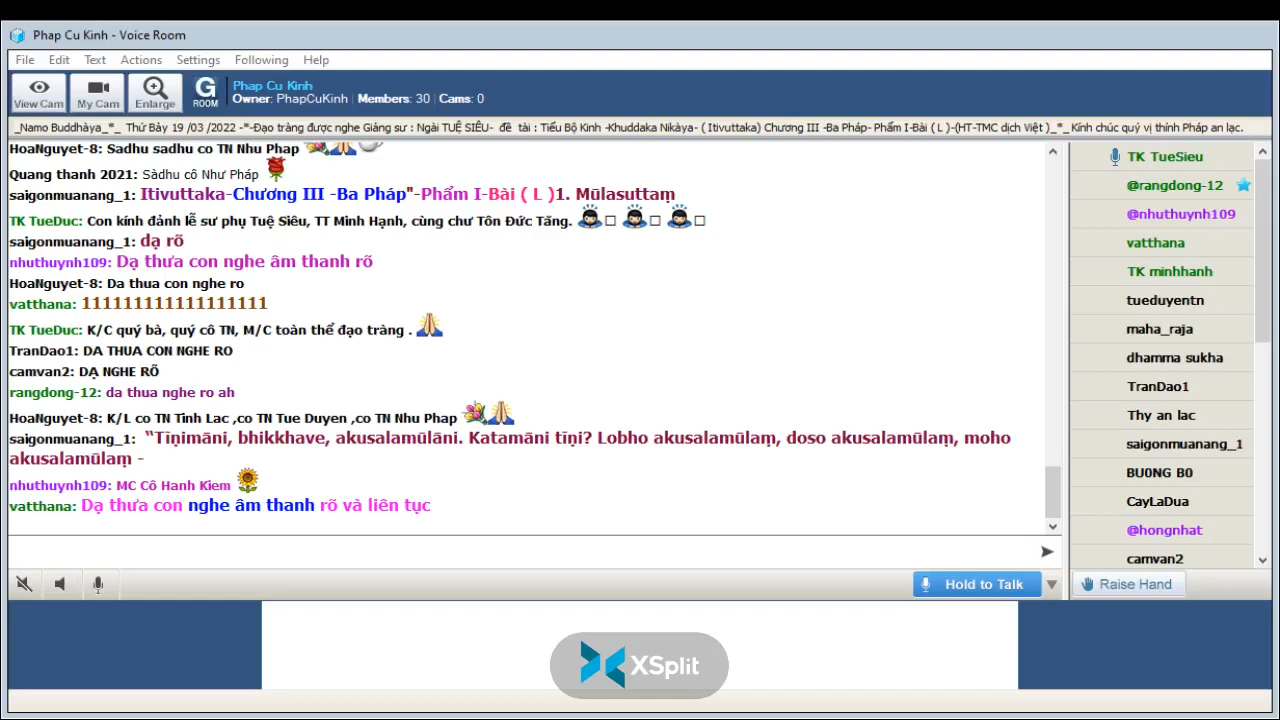 Phap Cu Kinh - Voice Room
File Edit Text Actions Settings Following Help
View Cam My Cam Enlarge G ROOM
Phap Cu Kinh
Owner: PhapCuKinh Members: 30 Cams: 0
_Namo Buddhàya_*_ Thứ Bảy 19 /03 /2022 -*-Đạo tràng được nghe Giảng sư : Ngài TUỆ SIÊU- đề tài : Tiểu Bộ Kinh -Khuddaka Nikàya- ( Itivuttaka) Chương III -Ba Pháp- Phẩm I-Bài ( L )-(HT-TMC dịch Việt )_*_Kính chúc quý vị thính Pháp an lạc.
HoaNguyet-8: Sadhu sadhu co TN Nhu Phap
Quang thanh 2021: Sàdhu cô Như Pháp
saigonmuanang_1: Itivuttaka-Chương III -Ba Pháp"-Phẩm I-Bài ( L )1. Mūlasuttaṃ
TK TueDuc: Con kính đảnh lễ sư phụ Tuệ Siêu, TT Minh Hạnh, cùng chư Tôn Đức Tăng.
saigonmuanang_1: dạ rõ
nhuthuynh109: Dạ thưa con nghe âm thanh rõ
HoaNguyet-8: Da thua con nghe ro
vatthana: 111111111111111111
TK TueDuc: K/C quý bà, quý cô TN, M/C toàn thể đạo tràng .
TranDao1: DA THUA CON NGHE RO
camvan2: DẠ NGHE RÕ
rangdong-12: da thua nghe ro ah
HoaNguyet-8: K/L co TN Tinh Lac ,co TN Tue Duyen ,co TN Nhu Phap
saigonmuanang_1: “Tīṇimāni, bhikkhave, akusalamūlāni. Katamāni tīṇi? Lobho akusalamūlaṃ, doso akusalamūlaṃ, moho
akusalamūlaṃ –
nhuthuynh109: MC Cô Hanh Kiem
vatthana: Dạ thưa con nghe âm thanh rõ và liên tục
TK TueSieu
@rangdong-12
@nhuthuynh109
vatthana
TK minhhanh
tueduyentn
maha_raja
dhamma sukha
TranDao1
Thy an lac
saigonmuanang_1
BU0NG B0
CayLaDua
@hongnhat
camvan2
Hold to Talk
Raise Hand
XSplit